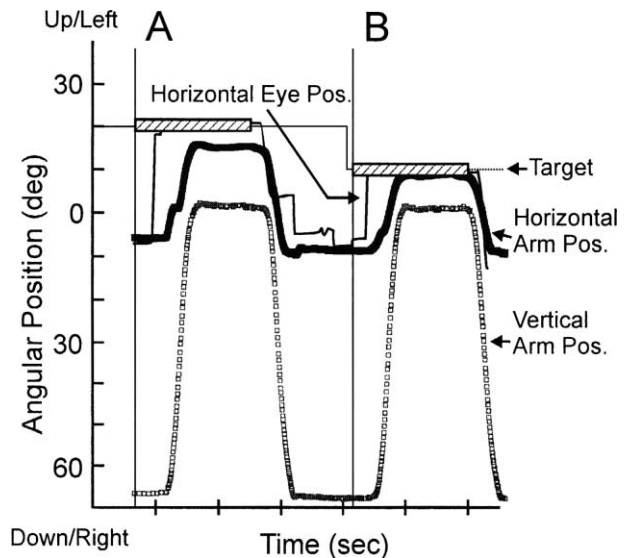 Up/Left
A
B
30
Horizontal Eye Pos.
Target
0
Horizontal
Arm Pos.
Angular Position (deg)
30
Vertical
Arm Pos.
60
Down/Right
Time (sec)